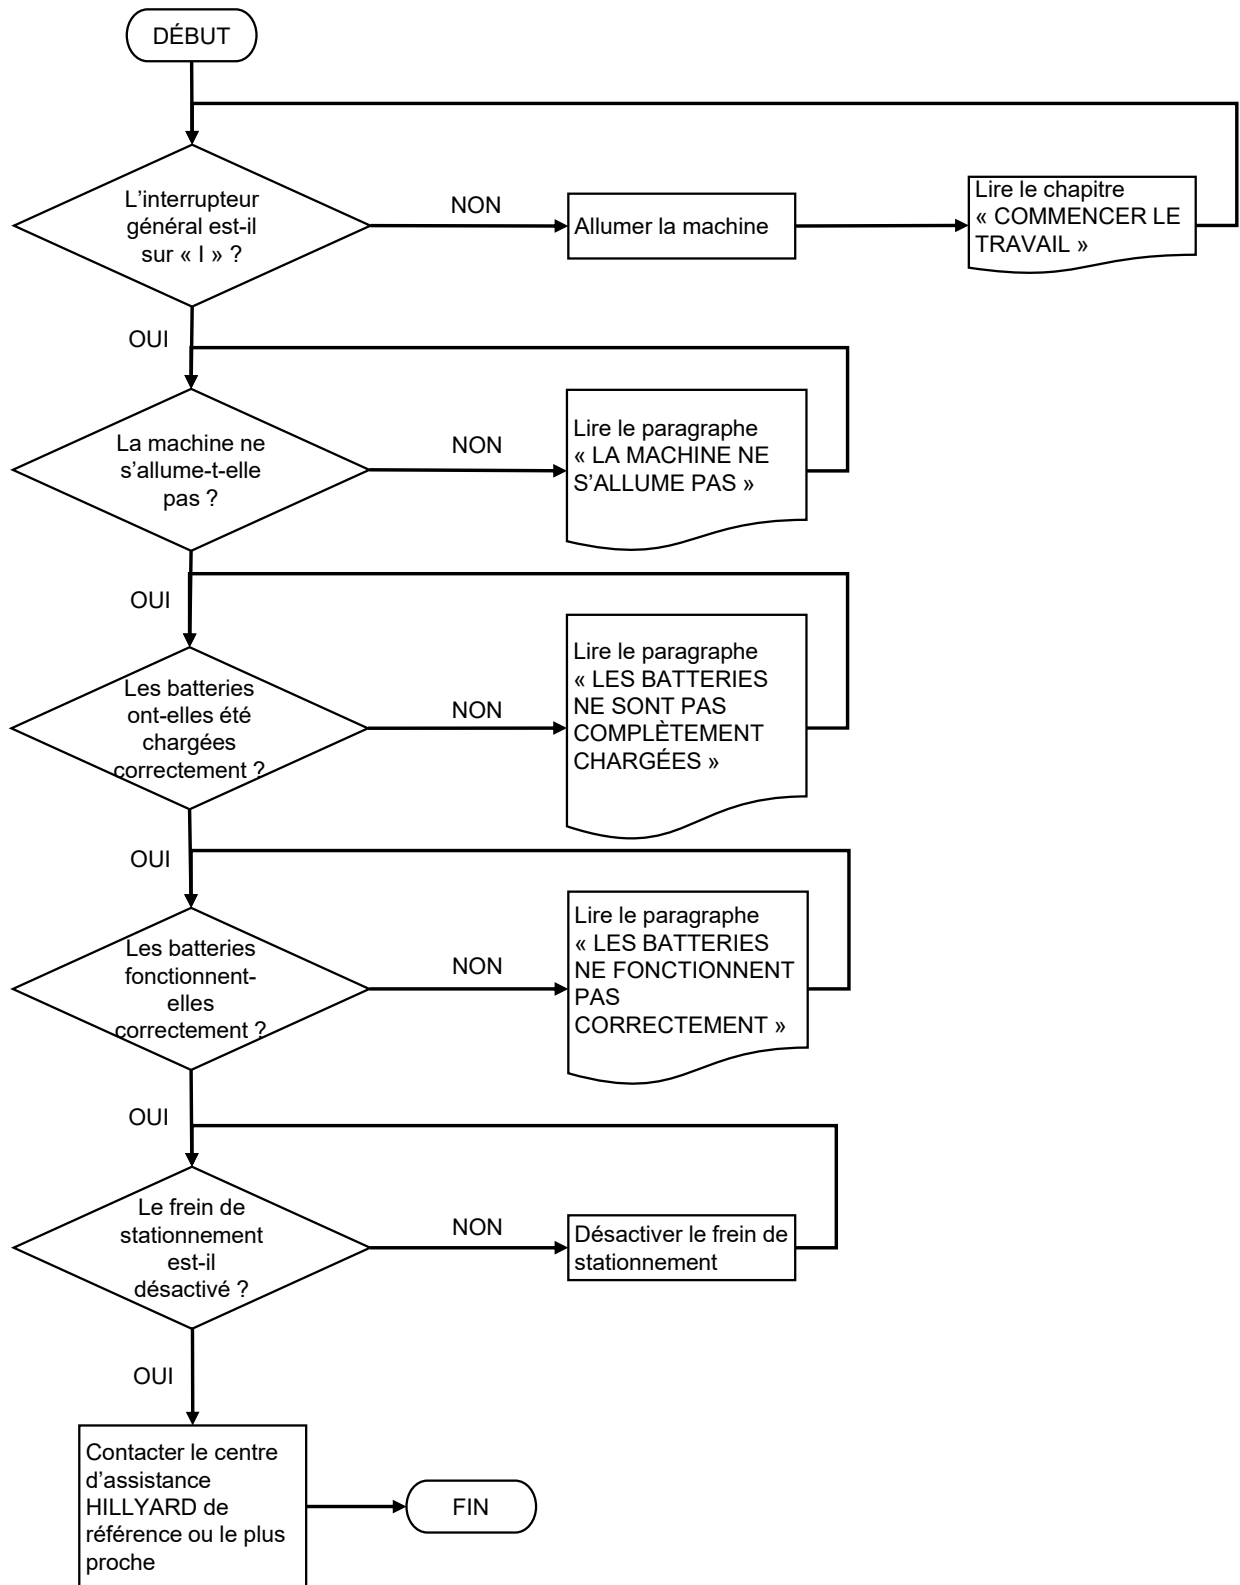 DÉBUT
L'interrupteur
général est-il
sur « I » ?
NON
Allumer la machine
Lire le chapitre
« COMMENCER LE
TRAVAIL »
OUI
La machine ne
s'allume-t-elle
pas ?
NON
Lire le paragraphe
« LA MACHINE NE
S'ALLUME PAS »
OUI
Les batteries
ont-elles été
chargées
correctement ?
NON
Lire le paragraphe
« LES BATTERIES
NE SONT PAS
COMPLÈTEMENT
CHARGÉES »
OUI
Les batteries
fonctionnent-
elles
correctement ?
NON
Lire le paragraphe
« LES BATTERIES
NE FONCTIONNENT
PAS
CORRECTEMENT »
OUI
Le frein de
stationnement
est-il
désactivé ?
NON
Désactiver le frein de
stationnement
OUI
Contacter le centre
d'assistance
HILLYARD de
référence ou le plus
proche
FIN